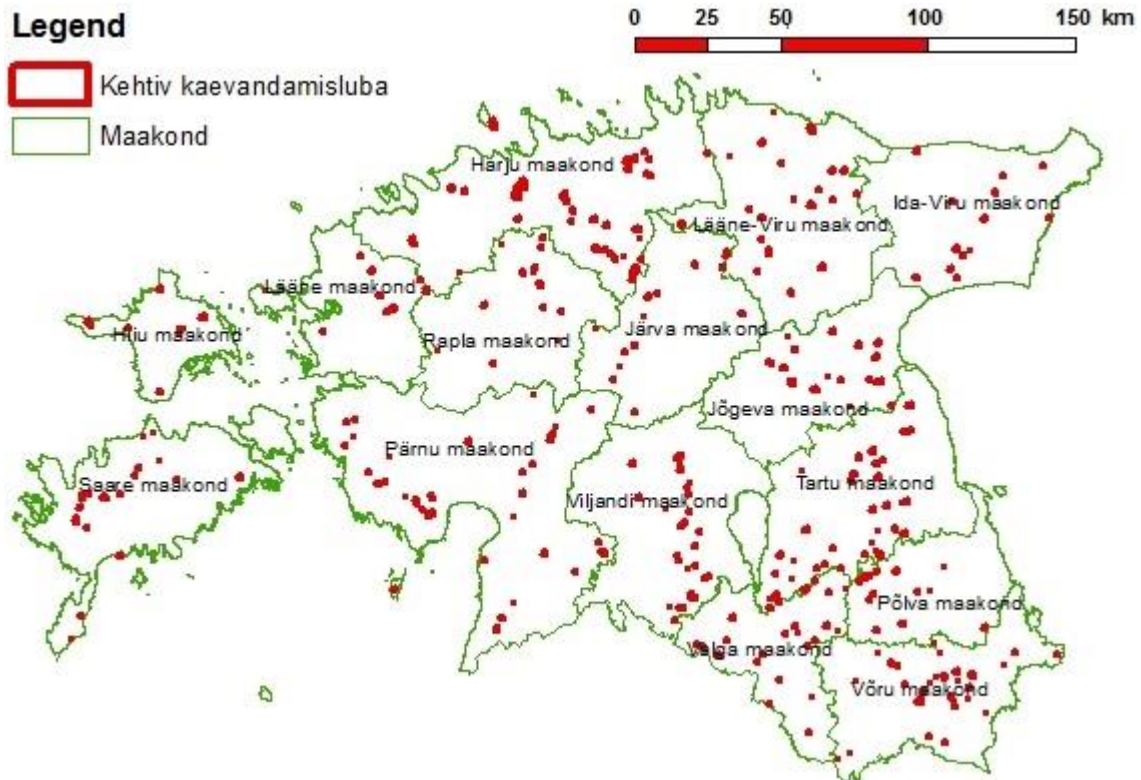 Legend
Kehtiv kaevandamisluba
Maakond
0 25 50 100 150 km
Harju maakond
Ida-Viru maakond
Lääne-Viru maakond
Lääne maakond
Hiiu maakond
Rapla maakond
Järva maakond
Jõgeva maakond
Pärnu maakond
Saare maakond
Viljandi maakond
Tartu maakond
Põlva maakond
Valga maakond
Võru maakond